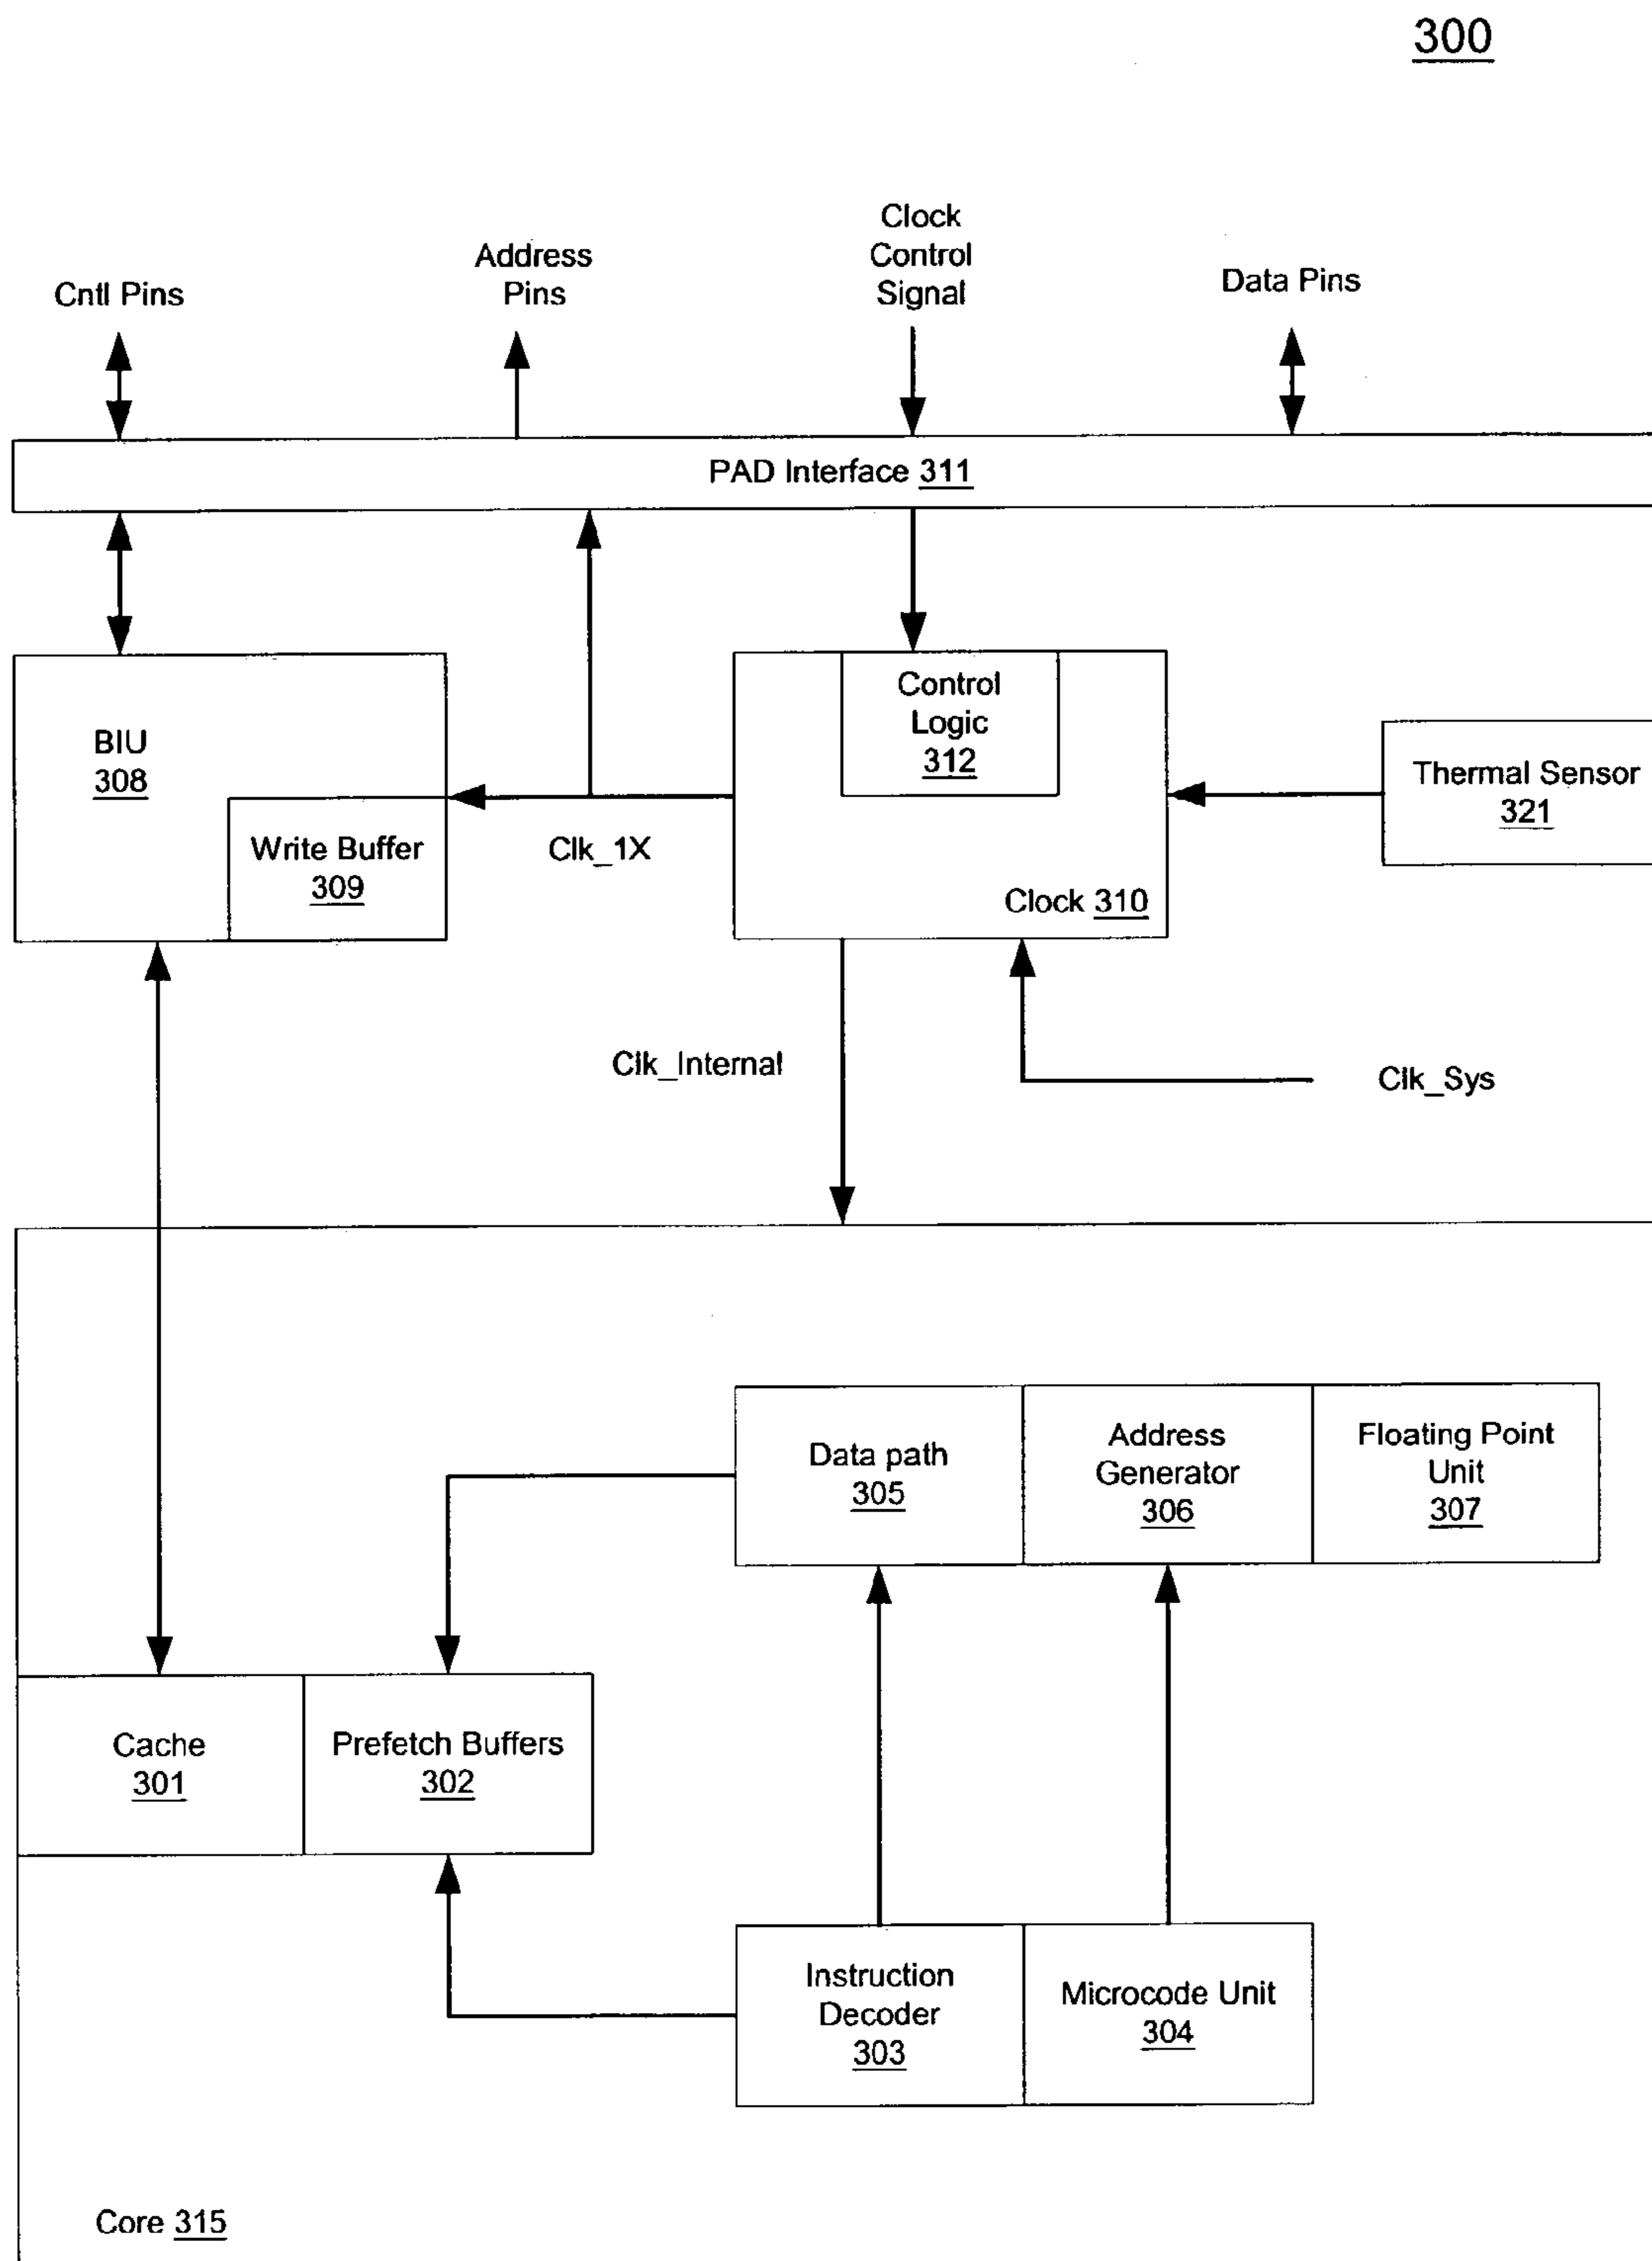 300
Cntl Pins
Address
Pins
Clock
Control
Signal
Data Pins
PAD Interface 311
BIU
308
Write Buffer
309
Clk_1X
Control
Logic
312
Clock 310
Thermal Sensor
321
Clk_Internal
Clk_Sys
Data path
305
Address
Generator
306
Floating Point
Unit
307
Cache
301
Prefetch Buffers
302
Instruction
Decoder
303
Microcode Unit
304
Core 315